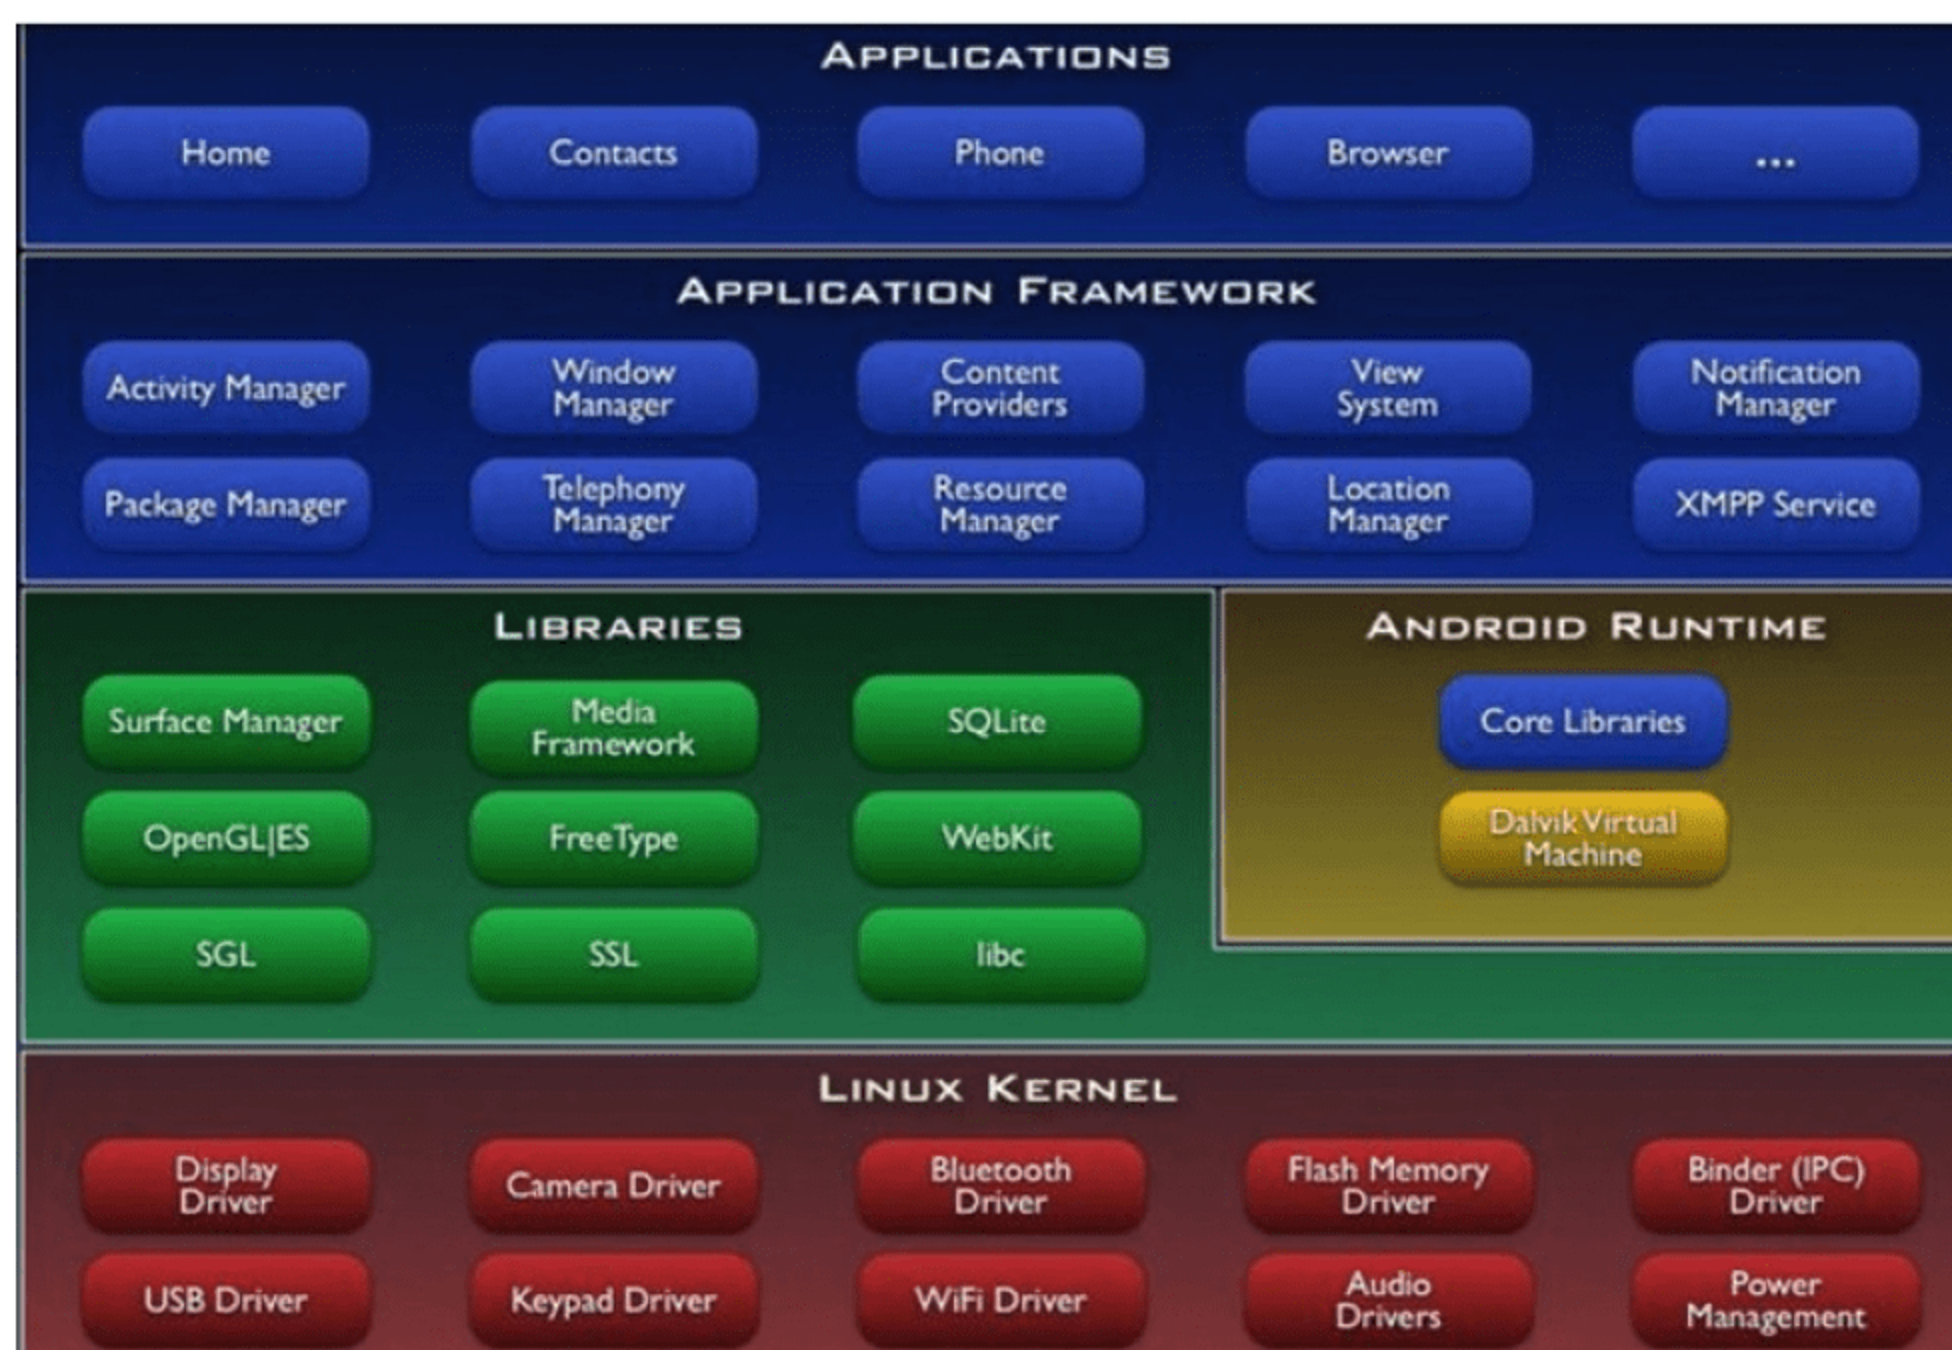 APPLICATIONS
Home
Contacts
Phone
Browser
...
APPLICATION FRAMEWORK
Activity Manager
Window
Manager
Content
Providers
View
System
Notification
Manager
Package Manager
Telephony
Manager
Resource
Manager
Location
Manager
XMPP Service
LIBRARIES
Surface Manager
Media
Framework
SQLite
OpenGL|ES
FreeType
WebKit
SGL
SSL
libc
ANDROID RUNTIME
Core Libraries
Dalvik Virtual
Machine
LINUX KERNEL
Display
Driver
Camera Driver
Bluetooth
Driver
Flash Memory
Driver
Binder (IPC)
Driver
USB Driver
Keypad Driver
WiFi Driver
Audio
Drivers
Power
Management